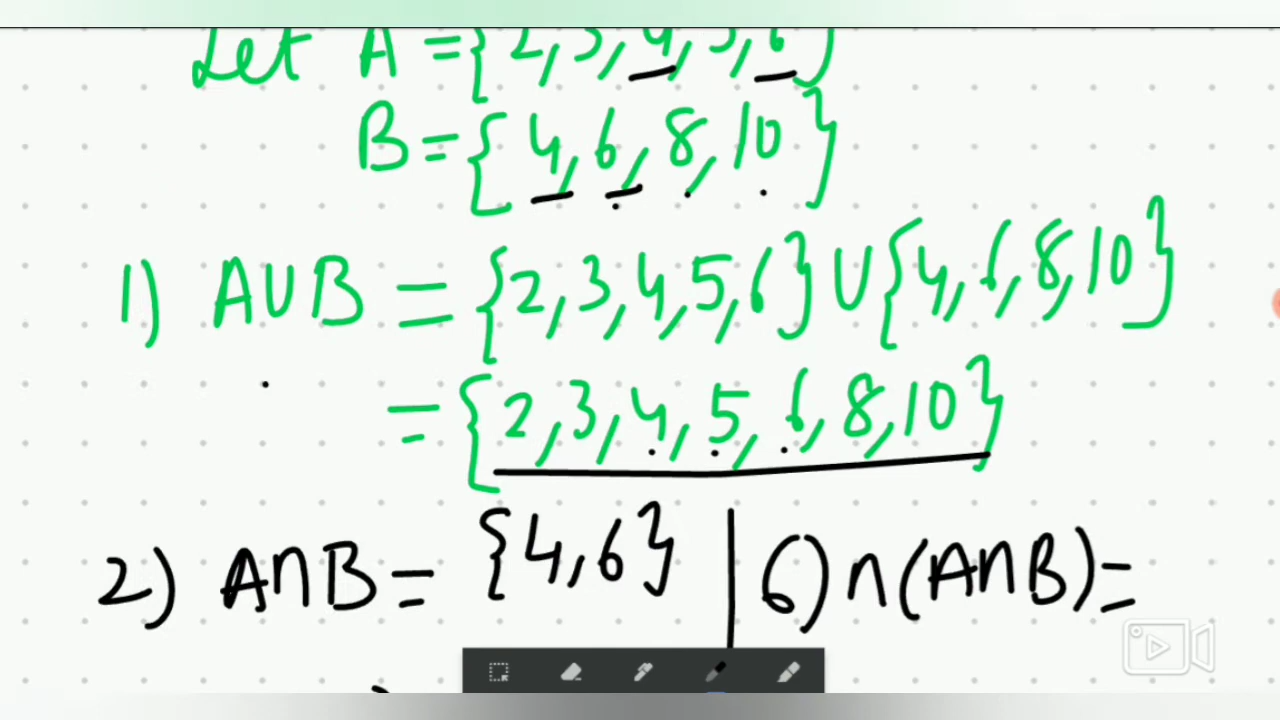 Let A = {2, 3, 4, 5, 6}
B = {4, 6, 8, 10}
1) A∪B = {2, 3, 4, 5, 6} ∪ {4, 6, 8, 10}
= {2, 3, 4, 5, 6, 8, 10}
2) A∩B = {4, 6}
6) n(A∩B) =